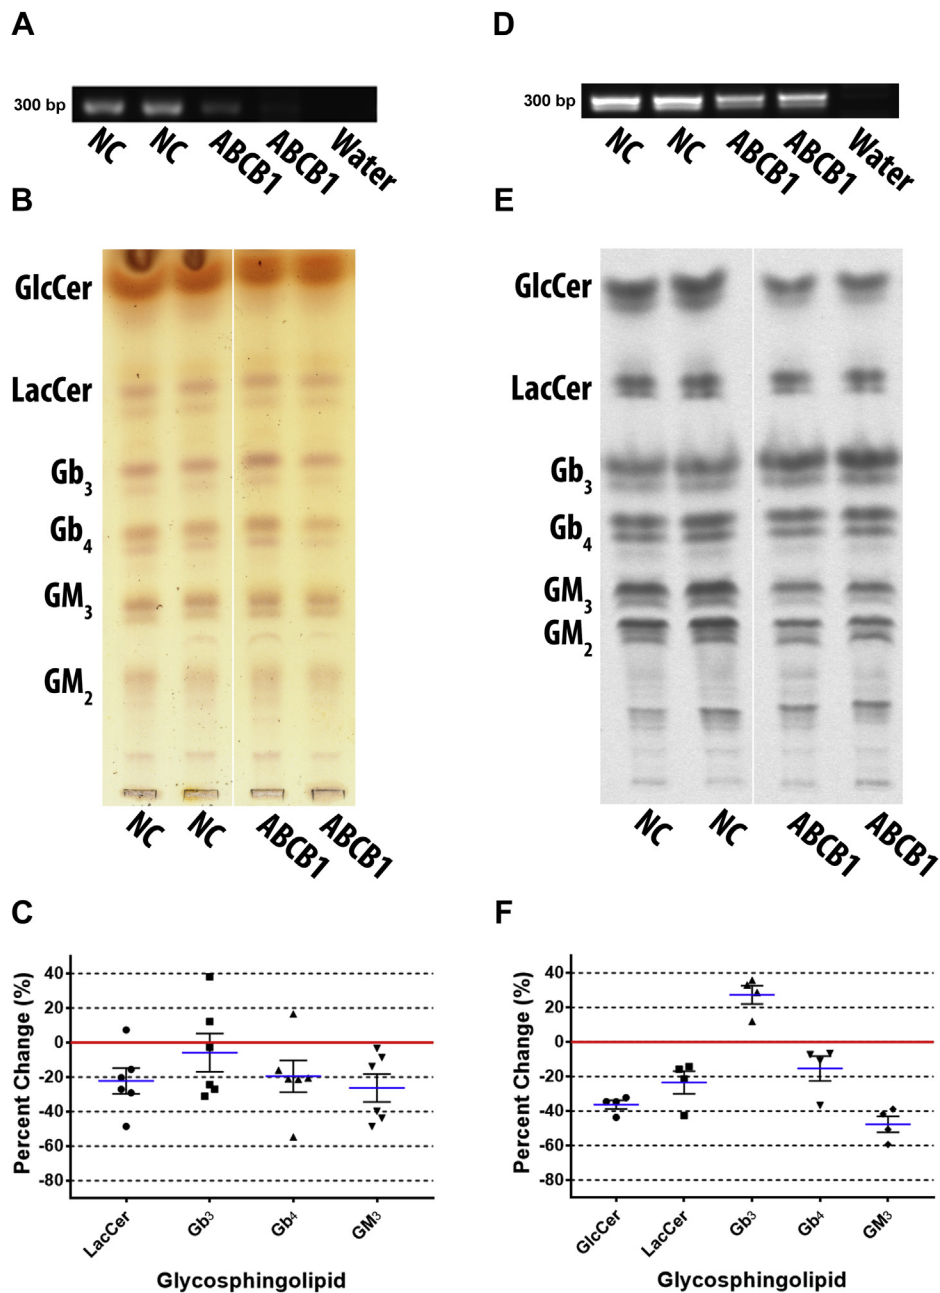 A
300 bp
NC
NC
ABCB1
ABCB1
Water
B
GlcCer
LacCer
Gb3
Gb4
GM3
GM2
NC
NC
ABCB1
ABCB1
C
Percent Change (%)
40
20
0
-20
-40
-60
-80
LacCer
Gb3
Gb4
GM3
Glycosphingolipid
D
300 bp
NC
NC
ABCB1
ABCB1
Water
E
GlcCer
LacCer
Gb3
Gb4
GM3
GM2
NC
NC
ABCB1
ABCB1
F
Percent Change (%)
40
20
0
-20
-40
-60
-80
GlcCer
LacCer
Gb3
Gb4
GM3
Glycosphingolipid